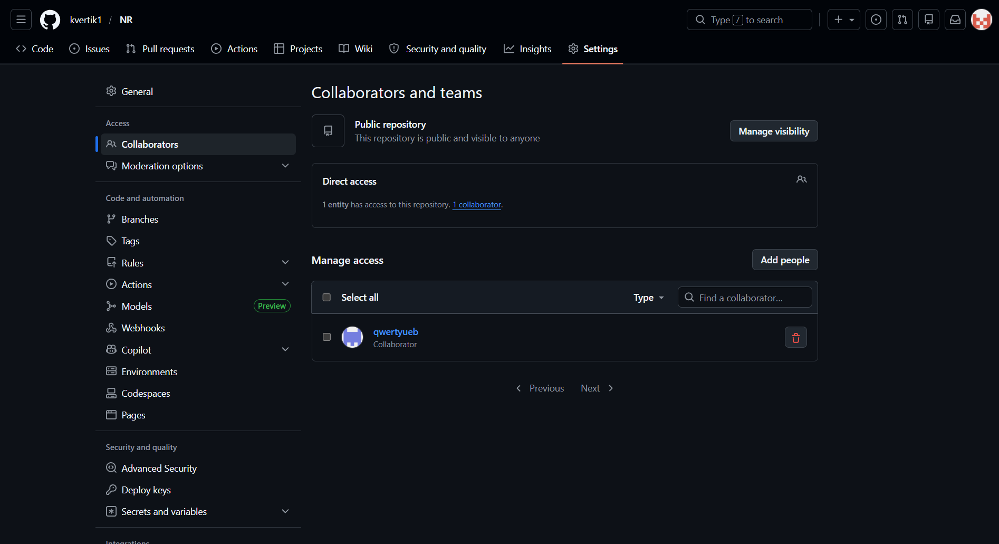 kvertik1 / NR
Type / to search
Code
Issues
Pull requests
Actions
Projects
Wiki
Security and quality
Insights
Settings
General
Access
Collaborators
Moderation options
Code and automation
Branches
Tags
Rules
Actions
Models Preview
Webhooks
Copilot
Environments
Codespaces
Pages
Security and quality
Advanced Security
Deploy keys
Secrets and variables
Integrations
Collaborators and teams
Public repository
This repository is public and visible to anyone
Manage visibility
Direct access
1 entity has access to this repository. 1 collaborator.
Manage access
Add people
Select all
Type
Find a collaborator...
qwertyueb
Collaborator
Previous
Next